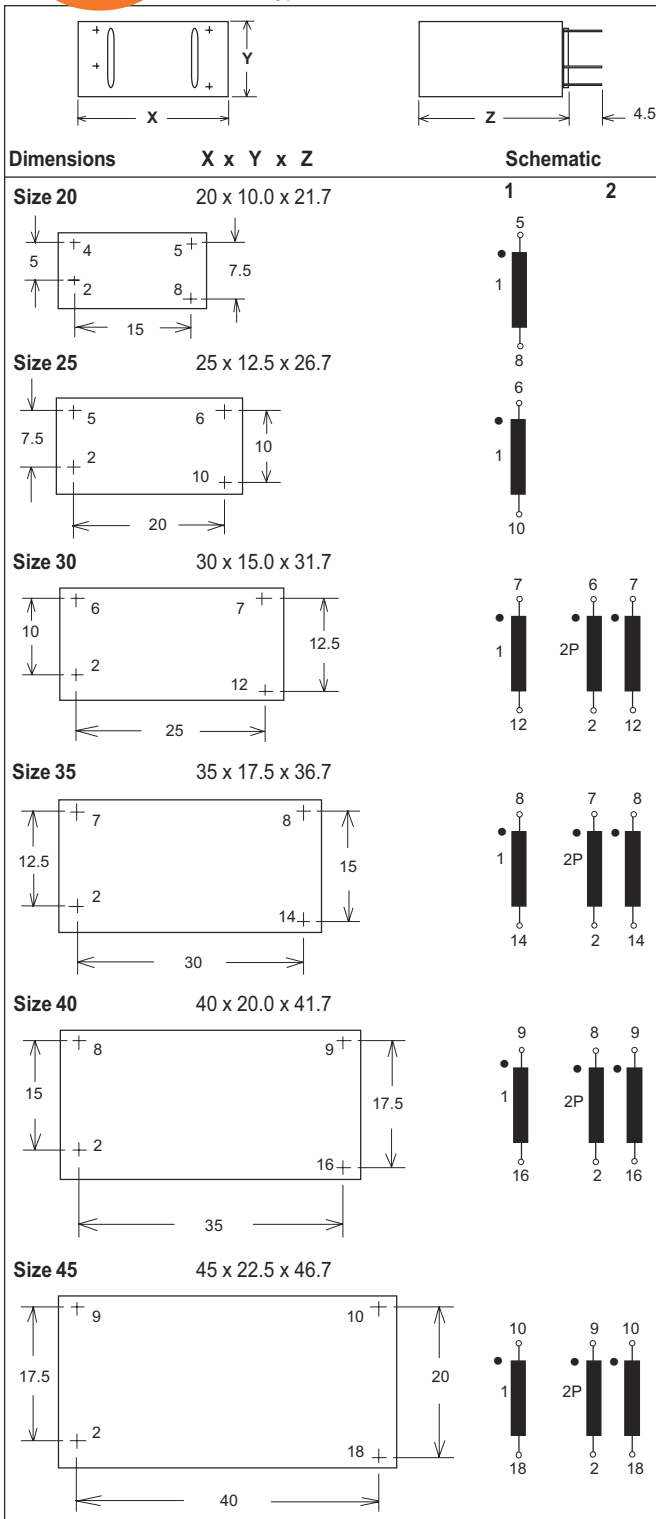 Y
X
Z
4.5
Dimensions X x Y x Z Schematic
1 2
Size 20 20 x 10.0 x 21.7
5
4 5
5 7.5
2 8
15
1
8
Size 25 25 x 12.5 x 26.7
6
5 6
7.5 10
2
10
20
1
10
Size 30 30 x 15.0 x 31.7
7 6 7
6 7
10 12.5
2
12
25
1 2P
12 2 12
Size 35 35 x 17.5 x 36.7
8 7 8
7 8
12.5 15
2
14
30
1 2P
14 2 14
Size 40 40 x 20.0 x 41.7
9 8 9
8 9
15 17.5
2
16
35
1 2P
16 2 16
Size 45 45 x 22.5 x 46.7
9 10
10 9 10
17.5 20
2
18
40
1 2P
18 2 18